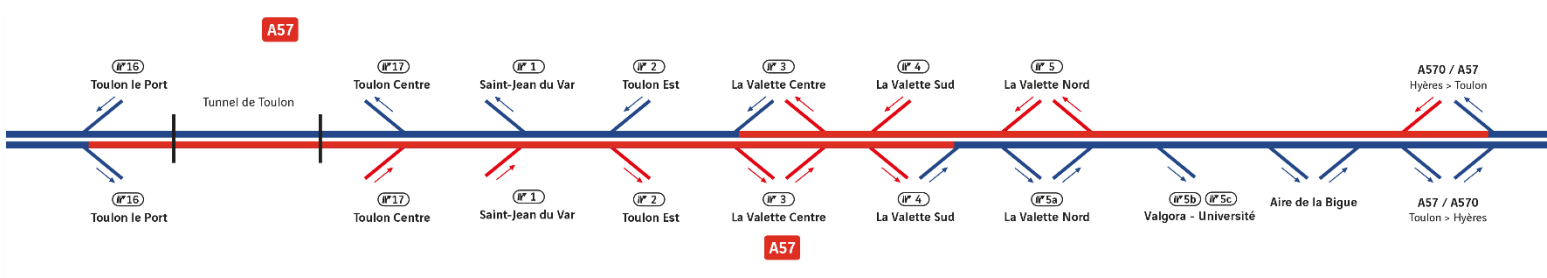 A57
16
Toulon le Port
Tunnel de Toulon
17
Toulon Centre
1
Saint-Jean du Var
2
Toulon Est
3
La Valette Centre
4
La Valette Sud
5
La Valette Nord
A570 / A57
Hyères > Toulon
16
Toulon le Port
17
Toulon Centre
1
Saint-Jean du Var
2
Toulon Est
3
La Valette Centre
4
La Valette Sud
5a
La Valette Nord
5b 5c
Valgora - Université
Aire de la Bigue
A57 / A570
Toulon > Hyères
A57